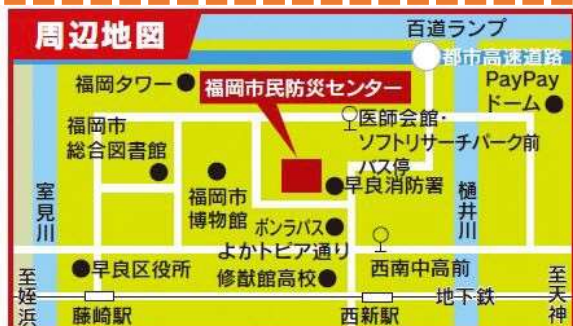 周辺地図
百道ランプ
都市高速道路
福岡タワー
福岡市民防災センター
PayPay
ドーム
医師会館・
ソフトリサーチパーク前
バス停
福岡市
総合図書館
福岡市
博物館
早良消防署
室見川
樋井川
ボンラパス
よかトピア通り
西南中高前
早良区役所
修猷館高校
至姪浜
地下鉄
至天神
藤崎駅
西新駅